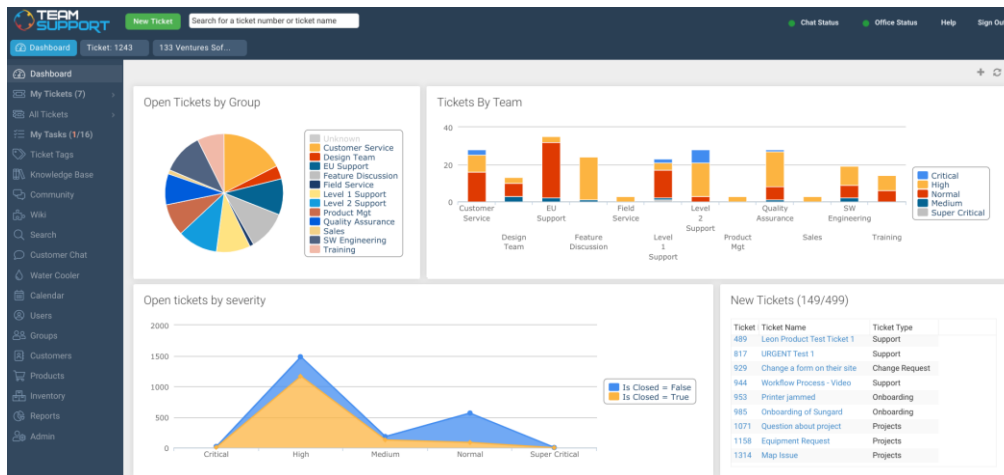 TEAM SUPPORT
New Ticket
Search for a ticket number or ticket name
Chat Status
Office Status
Help
Sign Out
Dashboard
Ticket: 1243
133 Ventures Sof...
Dashboard
My Tickets (7)
All Tickets
My Tasks (1/16)
Ticket Tags
Knowledge Base
Community
Wiki
Search
Customer Chat
Water Cooler
Calendar
Users
Groups
Customers
Products
Inventory
Reports
Admin
Open Tickets by Group
Unknown
Customer Service
Design Team
EU Support
Feature Discussion
Field Service
Level 1 Support
Level 2 Support
Product Mgt
Quality Assurance
Sales
SW Engineering
Training
Tickets By Team
40
20
0
Customer Service
Design Team
EU Support
Feature Discussion
Field Service
Level 1 Support
Level 2 Support
Product Mgt
Quality Assurance
Sales
SW Engineering
Training
Critical
High
Normal
Medium
Super Critical
Open tickets by severity
2000
1500
1000
500
0
Critical
High
Medium
Normal
Super Critical
Is Closed = False
Is Closed = True
New Tickets (149/499)
Ticket Ticket Name Ticket Type
489 Leon Product Test Ticket 1 Support
817 URGENT Test 1 Support
929 Change a form on their site Change Request
944 Workflow Process - Video Support
953 Printer jammed Onboarding
985 Onboarding of Sungard Onboarding
1071 Question about project Projects
1158 Equipment Request Projects
1314 Map Issue Projects